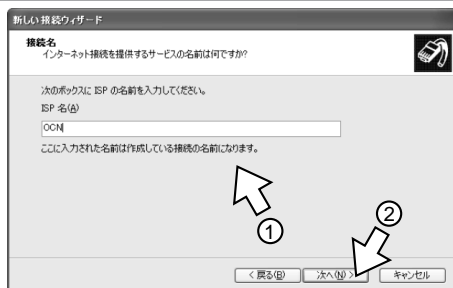 新しい接続ウィザード
接続名
インターネット接続を提供するサービスの名前は何ですか?
次のボックスに ISP の名前を入力してください。
ISP 名(A)
OCN
ここに入力された名前は作成している接続の名前になります。
①
②
< 戻る(B)
次へ(N) >
キャンセル